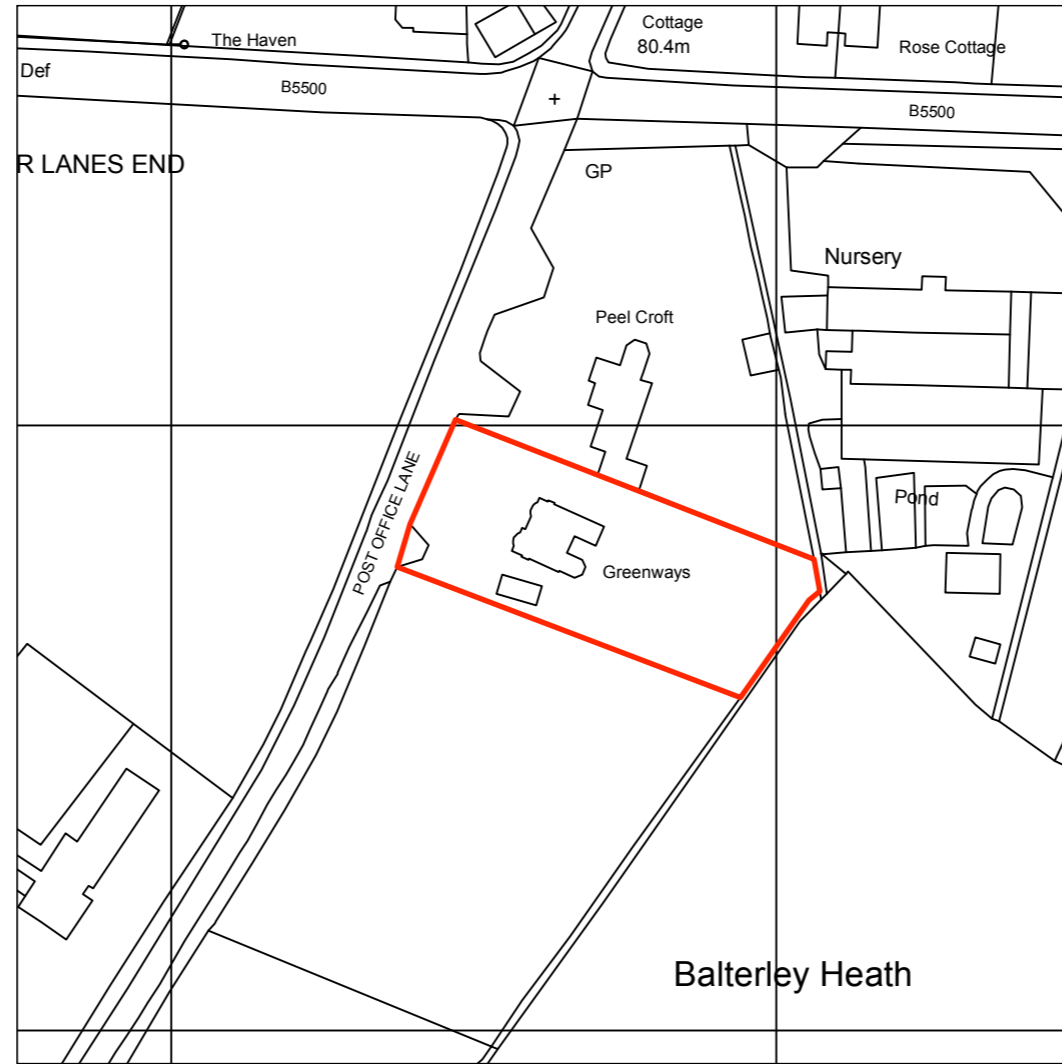 Cottage
80.4m
The Haven
Rose Cottage
Def
B5500
B5500
R LANES END
GP
Nursery
Peel Croft
POST OFFICE LANE
Pond
Greenways
Balterley Heath